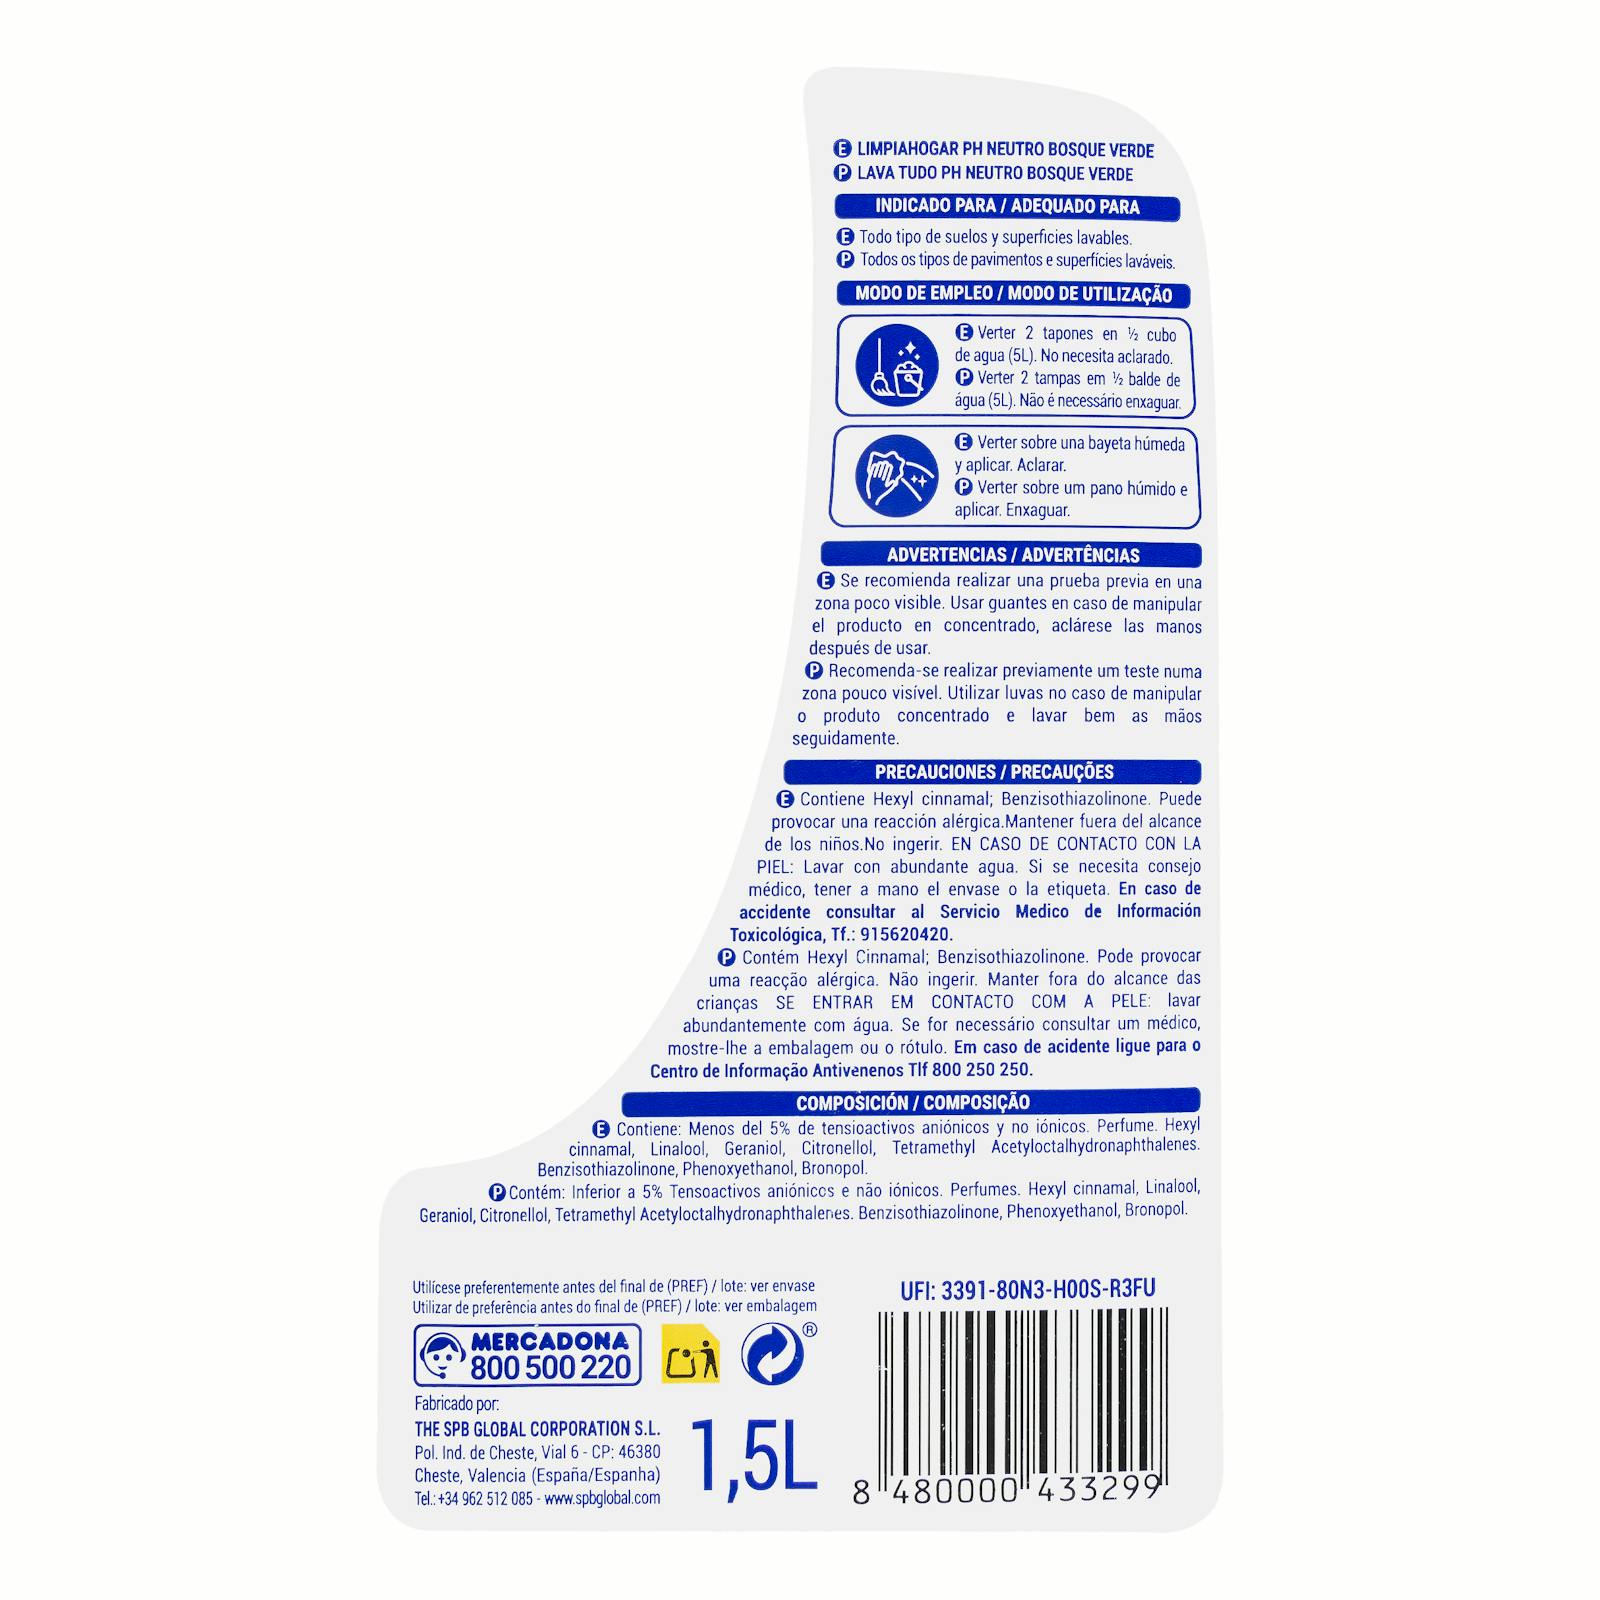 E LIMPIAHOGAR PH NEUTRO BOSQUE VERDE
P LAVA TUDO PH NEUTRO BOSQUE VERDE
INDICADO PARA / ADEQUADO PARA
E Todo tipo de suelos y superficies lavables.
P Todos os tipos de pavimentos e superfícies laváveis.
MODO DE EMPLEO / MODO DE UTILIZAÇÃO
E Verter 2 tapones en ½ cubo
de agua (5L). No necesita aclarado.
P Verter 2 tampas em ½ balde de
água (5L). Não é necessário enxaguar.
E Verter sobre una bayeta húmeda
y aplicar. Aclarar.
P Verter sobre um pano húmido e
aplicar. Enxaguar.
ADVERTENCIAS / ADVERTÊNCIAS
E Se recomienda realizar una prueba previa en una
zona poco visible. Usar guantes en caso de manipular
el producto en concentrado, aclárese las manos
después de usar.
P Recomenda-se realizar previamente um teste numa
zona pouco visível. Utilizar luvas no caso de manipular
o produto concentrado e lavar bem as mãos
seguidamente.
PRECAUCIONES / PRECAUÇÕES
E Contiene Hexyl cinnamal; Benzisothiazolinone. Puede
provocar una reacción alérgica.Mantener fuera del alcance
de los niños.No ingerir. EN CASO DE CONTACTO CON LA
PIEL: Lavar con abundante agua. Si se necesita consejo
médico, tener a mano el envase o la etiqueta. En caso de
accidente consultar al Servicio Medico de Información
Toxicológica, Tf.: 915620420.
P Contém Hexyl Cinnamal; Benzisothiazolinone. Pode provocar
uma reacção alérgica. Não ingerir. Manter fora do alcance das
crianças SE ENTRAR EM CONTACTO COM A PELE: lavar
abundantemente com água. Se for necessário consultar um médico,
mostre-lhe a embalagem ou o rótulo. Em caso de acidente ligue para o
Centro de Informação Antivenenos Tlf 800 250 250.
COMPOSICIÓN / COMPOSIÇÃO
E Contiene: Menos del 5% de tensioactivos aniónicos y no iónicos. Perfume. Hexyl
cinnamal, Linalool, Geraniol, Citronellol, Tetramethyl Acetyloctalhydronaphthalenes.
Benzisothiazolinone, Phenoxyethanol, Bronopol.
P Contém: Inferior a 5% Tensoactivos aniónicos e não iónicos. Perfumes. Hexyl cinnamal, Linalool,
Geraniol, Citronellol, Tetramethyl Acetyloctalhydronaphthalenes. Benzisothiazolinone, Phenoxyethanol, Bronopol.
Utilícese preferentemente antes del final de (PREF) / lote: ver envase
Utilizar de preferência antes do final de (PREF) / lote: ver embalagem
MERCADONA
800 500 220
®
Fabricado por:
THE SPB GLOBAL CORPORATION S.L.
Pol. Ind. de Cheste, Vial 6 - CP: 46380
Cheste, Valencia (España/Espanha)
Tel.: +34 962 512 085 - www.spbglobal.com
1,5L
UFI: 3391-80N3-H00S-R3FU
8 480000 433299